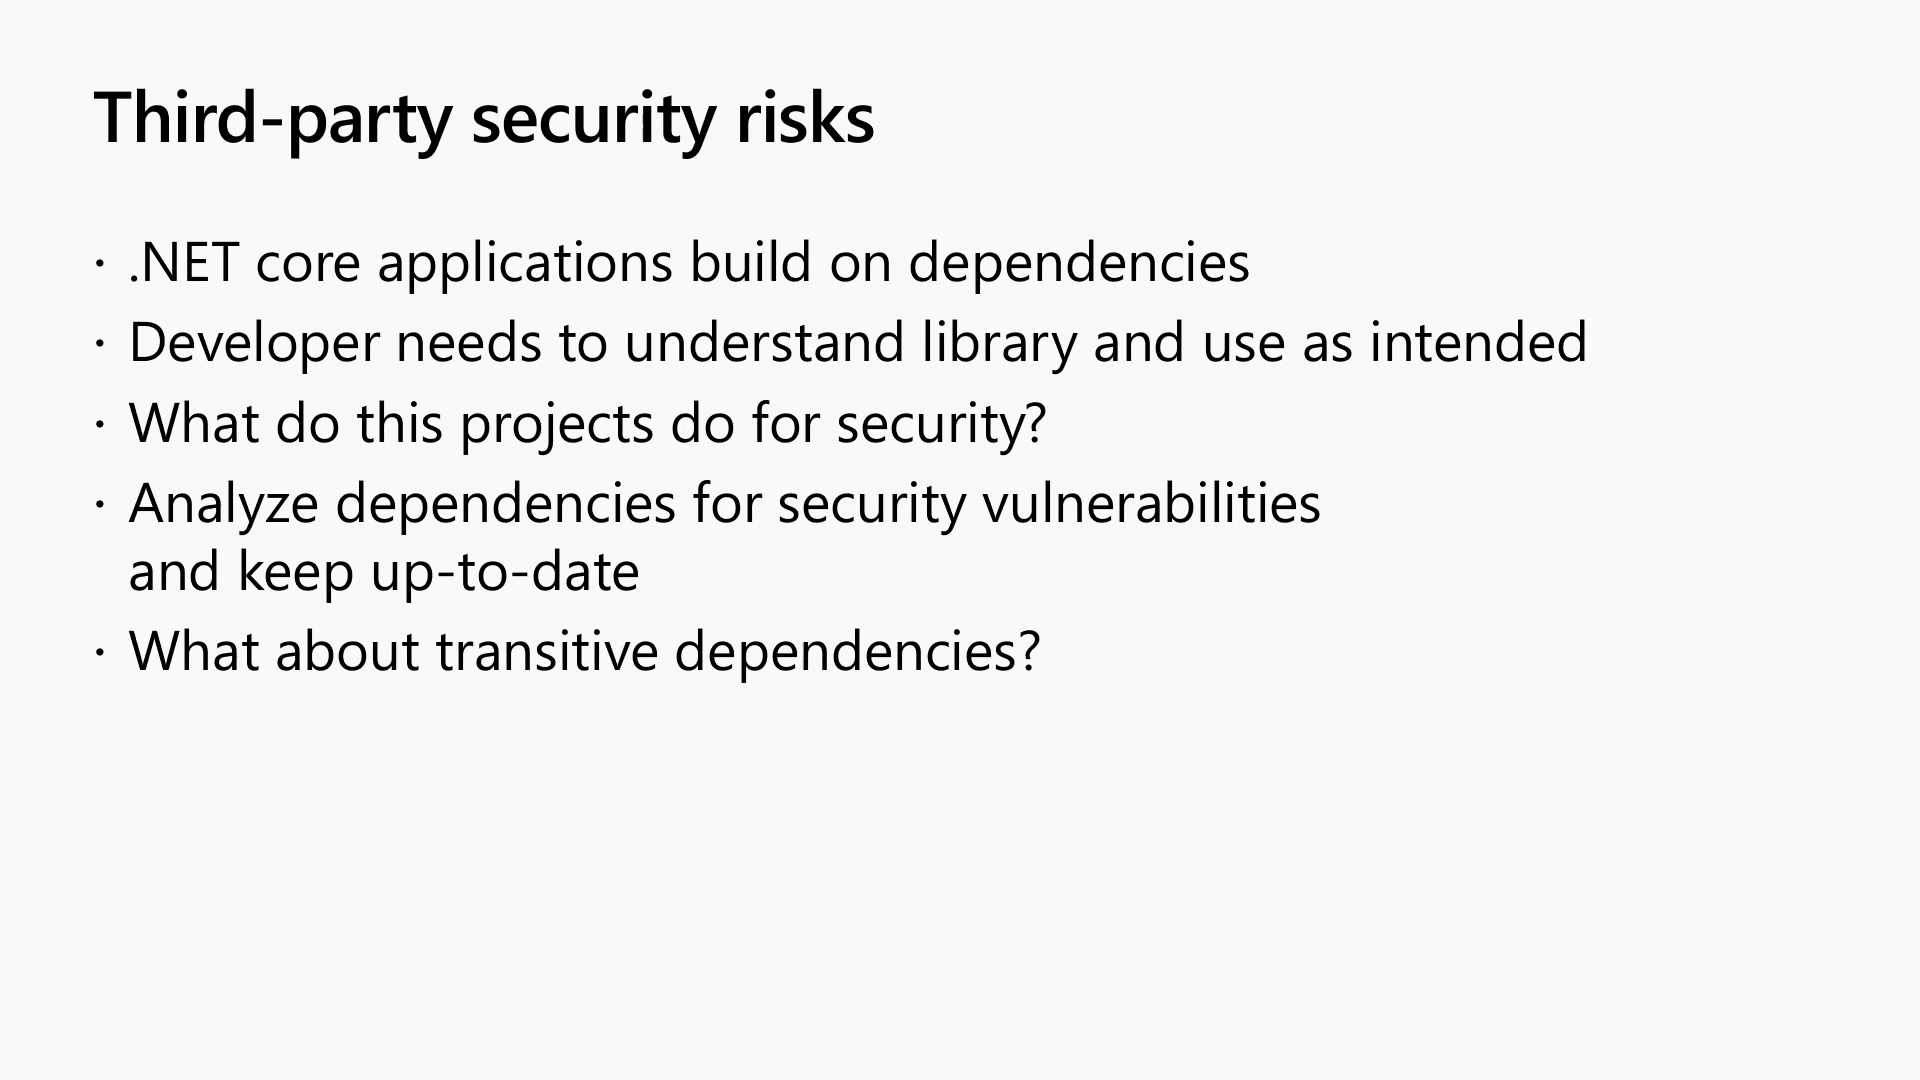 Third-party security risks
· .NET core applications build on dependencies
· Developer needs to understand library and use as intended
· What do this projects do for security?
· Analyze dependencies for security vulnerabilities
and keep up-to-date
· What about transitive dependencies?